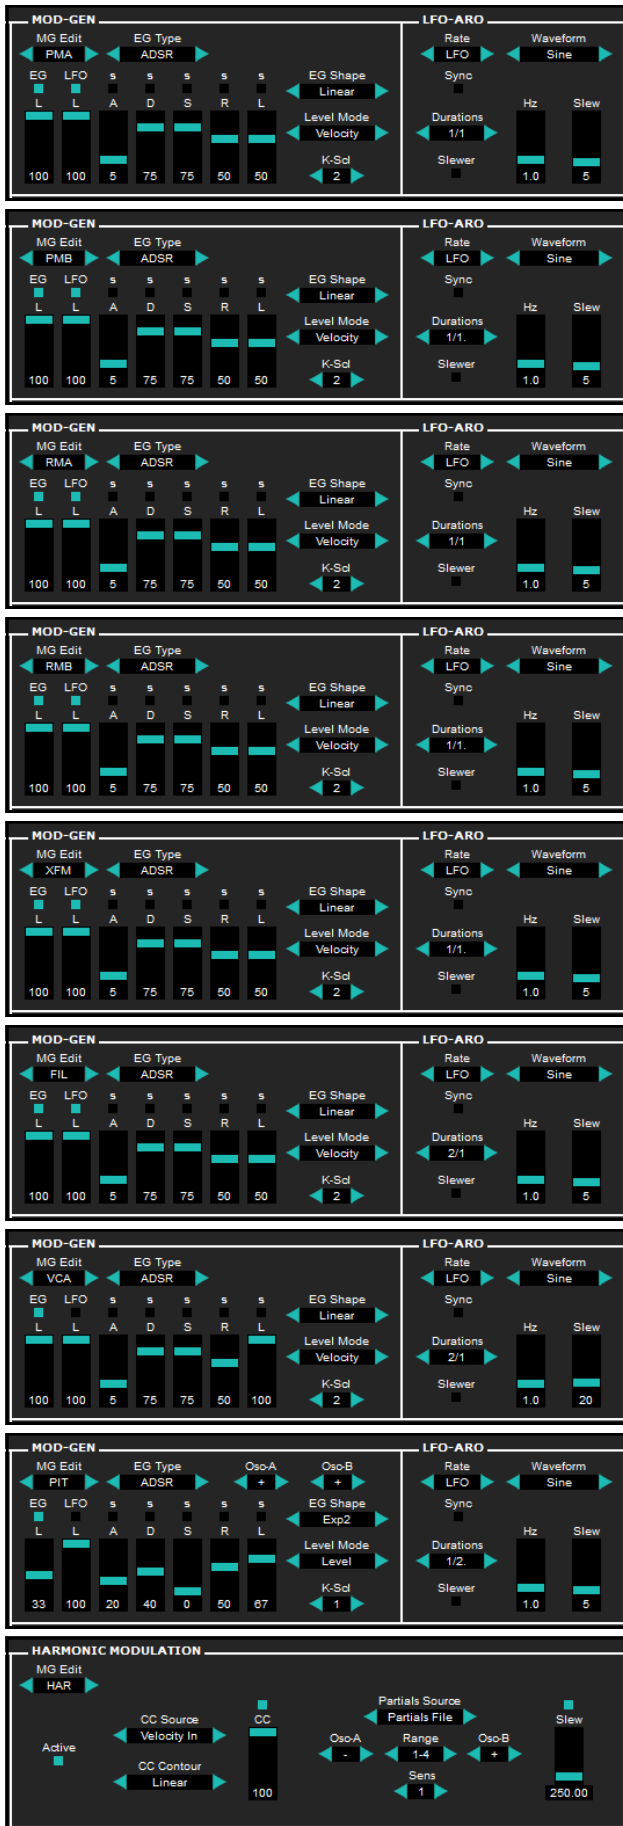 MOD-GEN LFO-ARO
MG Edit EG Type Rate Waveform
PMA ADSR LFO Sine
EG LFO s s s s s EG Shape Sync
L L A D S R L Linear Hz Slew
Level Mode Durations
Velocity 1/1
K-Scl Slewer
100 100 5 75 75 50 50 2 1.0 5
MOD-GEN LFO-ARO
MG Edit EG Type Rate Waveform
PMB ADSR LFO Sine
EG LFO s s s s s EG Shape Sync
L L A D S R L Linear Hz Slew
Level Mode Durations
Velocity 1/1.
K-Scl Slewer
100 100 5 75 75 50 50 2 1.0 5
MOD-GEN LFO-ARO
MG Edit EG Type Rate Waveform
RMA ADSR LFO Sine
EG LFO s s s s s EG Shape Sync
L L A D S R L Linear Hz Slew
Level Mode Durations
Velocity 1/1
K-Scl Slewer
100 100 5 75 75 50 50 2 1.0 5
MOD-GEN LFO-ARO
MG Edit EG Type Rate Waveform
RMB ADSR LFO Sine
EG LFO s s s s s EG Shape Sync
L L A D S R L Linear Hz Slew
Level Mode Durations
Velocity 1/1.
K-Scl Slewer
100 100 5 75 75 50 50 2 1.0 5
MOD-GEN LFO-ARO
MG Edit EG Type Rate Waveform
XFM ADSR LFO Sine
EG LFO s s s s s EG Shape Sync
L L A D S R L Linear Hz Slew
Level Mode Durations
Velocity 1/1.
K-Scl Slewer
100 100 5 75 75 50 50 2 1.0 5
MOD-GEN LFO-ARO
MG Edit EG Type Rate Waveform
FIL ADSR LFO Sine
EG LFO s s s s s EG Shape Sync
L L A D S R L Linear Hz Slew
Level Mode Durations
Velocity 2/1
K-Scl Slewer
100 100 5 75 75 50 50 2 1.0 5
MOD-GEN LFO-ARO
MG Edit EG Type Rate Waveform
VCA ADSR LFO Sine
EG LFO s s s s s EG Shape Sync
L L A D S R L Linear Hz Slew
Level Mode Durations
Velocity 2/1
K-Scl Slewer
100 100 5 75 75 50 100 2 1.0 20
MOD-GEN LFO-ARO
MG Edit EG Type Osc-A Osc-B Rate Waveform
PIT ADSR + + LFO Sine
EG LFO s s s s s EG Shape Sync
L L A D S R L Exp2 Hz Slew
Level Mode Durations
Level 1/2.
K-Scl Slewer
33 100 20 40 0 50 67 1 1.0 5
HARMONIC MODULATION
MG Edit
HAR
Partials Source
CC Source CC Partials File Slew
Velocity In
Active Osc-A Range Osc-B
- 1-4 +
CC Contour Sens
Linear 100 1 250.00